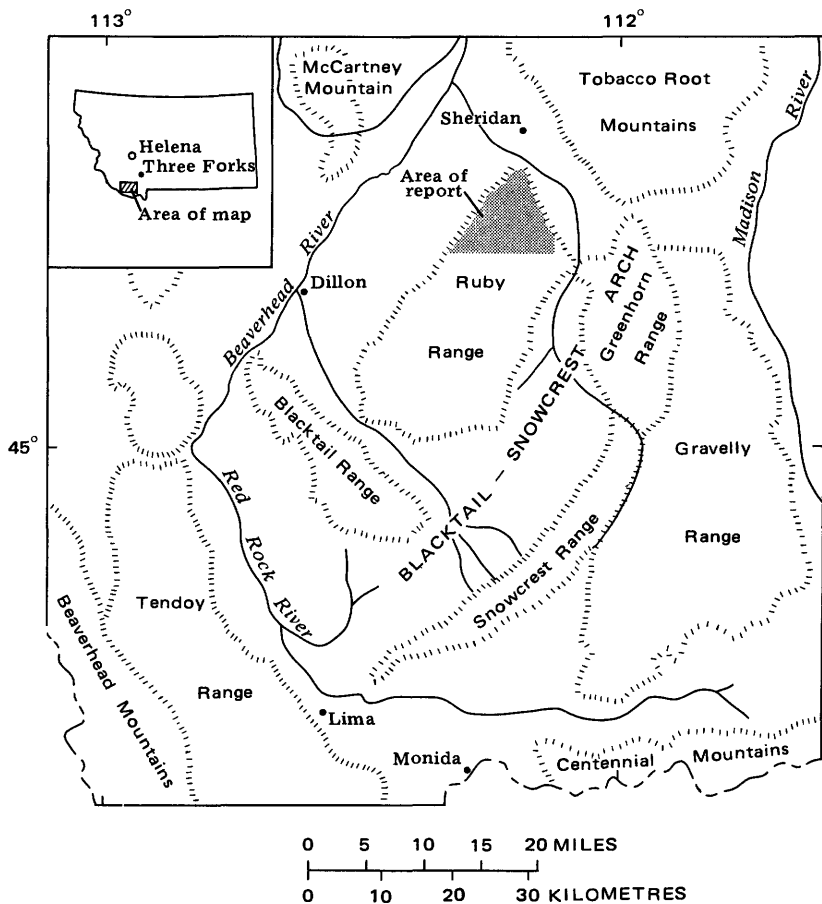 113°
112°
McCartney
Mountain
Tobacco Root
Mountains
River
Sheridan
Helena
Three Forks
Area of map
Area of
report
Madison
River
Dillon
Beaverhead
Ruby
Range
ARCH
Greenhorn
Range
45°
Blacktail Range
BLACKTAIL – SNOWCREST
Gravelly
Range
Red
Rock
River
Snowcrest Range
Tendoy
Range
Beaverhead Mountains
Lima
Monida
Centennial
Mountains
0 5 10 15 20 MILES
0 10 20 30 KILOMETRES